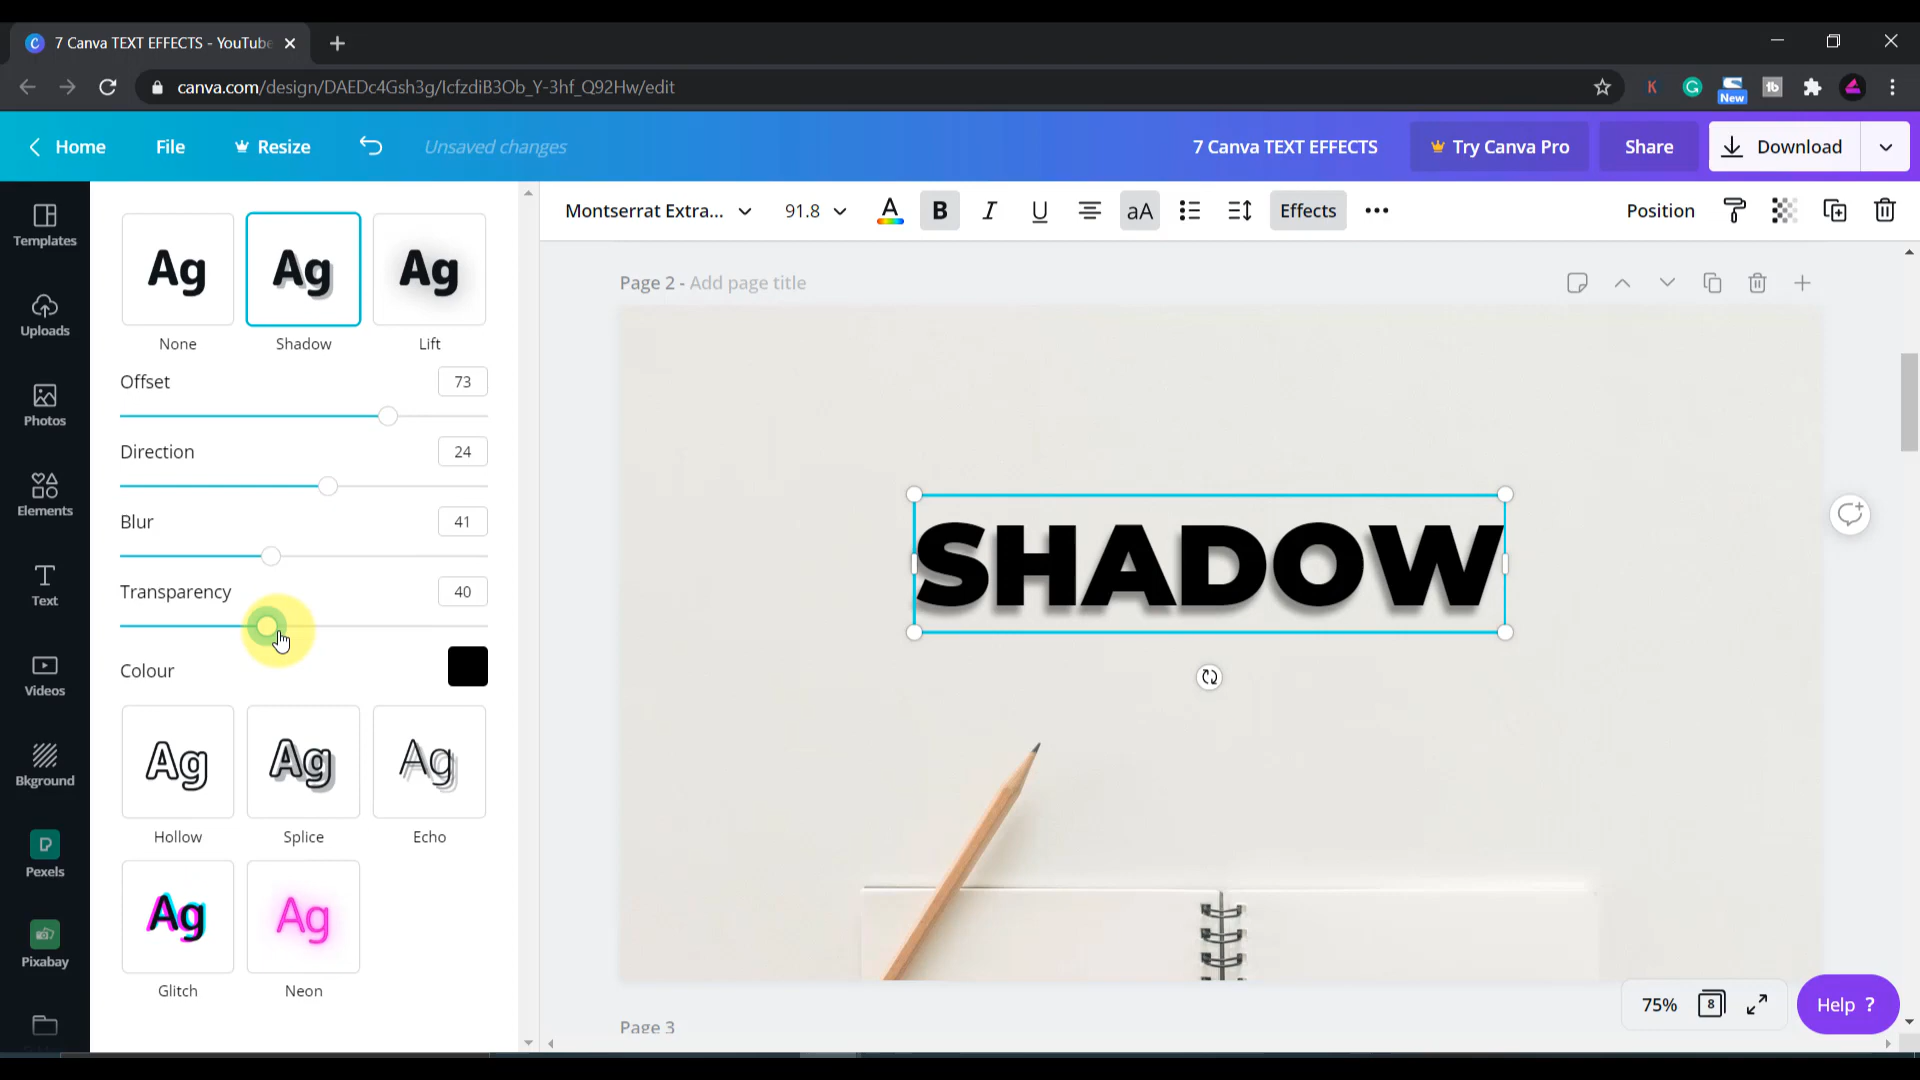 7 Canva TEXT EFFECTS - YouTube
canva.com/design/DAEDc4Gsh3g/IcfzdiB3Ob_Y-3hf_Q92Hw/edit
K
G
New
tb
Home
File
Resize
Unsaved changes
7 Canva TEXT EFFECTS
Try Canva Pro
Share
Download
Montserrat Extra...
91.8
A
B
I
U
aA
Effects
Position
Templates
Uploads
Photos
Elements
Text
Videos
Bkground
Pexels
Pixabay
Ag
Ag
Ag
None
Shadow
Lift
Offset
73
Direction
24
Blur
41
Transparency
40
Colour
Ag
Ag
Ag
Hollow
Splice
Echo
Ag
Ag
Glitch
Neon
Page 2 - Add page title
SHADOW
Page 3
75%
8
Help ?